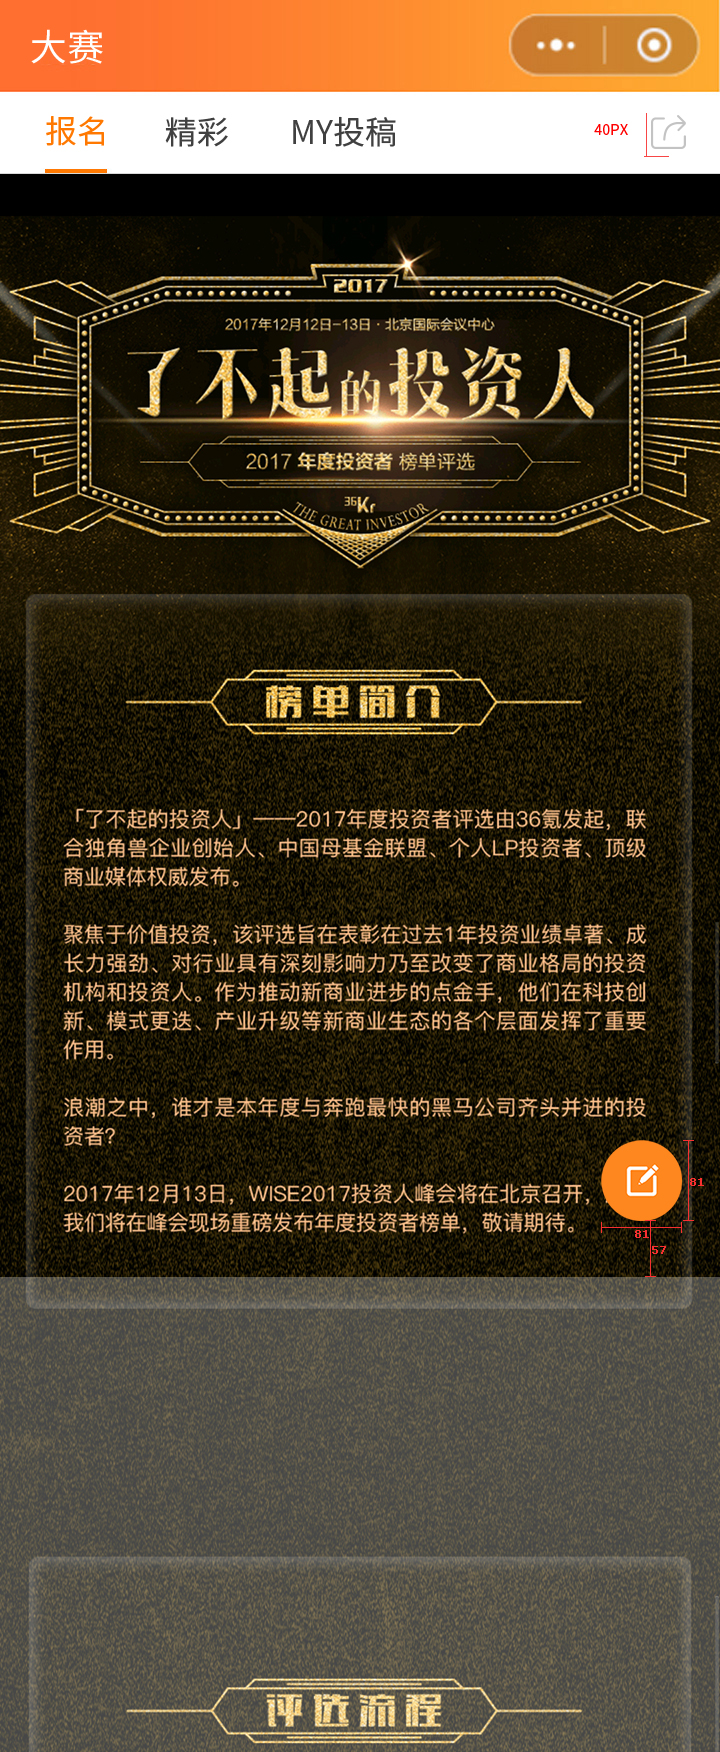 大赛
报名 精彩 MY投稿 40PX
2017
2017年12月12日-13日 · 北京国际会议中心
了不起的投资人
2017 年度投资者 榜单评选
36Kr
THE GREAT INVESTOR
榜单简介
「了不起的投资人」——2017年度投资者评选由36氪发起，联
合独角兽企业创始人、中国母基金联盟、个人LP投资者、顶级
商业媒体权威发布。
聚焦于价值投资，该评选旨在表彰在过去1年投资业绩卓著、成
长力强劲、对行业具有深刻影响力乃至改变了商业格局的投资
机构和投资人。作为推动新商业进步的点金手，他们在科技创
新、模式更迭、产业升级等新商业生态的各个层面发挥了重要
作用。
浪潮之中，谁才是本年度与奔跑最快的黑马公司齐头并进的投
资者？
2017年12月13日，WISE2017投资人峰会将在北京召开，
81
我们将在峰会现场重磅发布年度投资者榜单，敬请期待。
81
57
评选流程